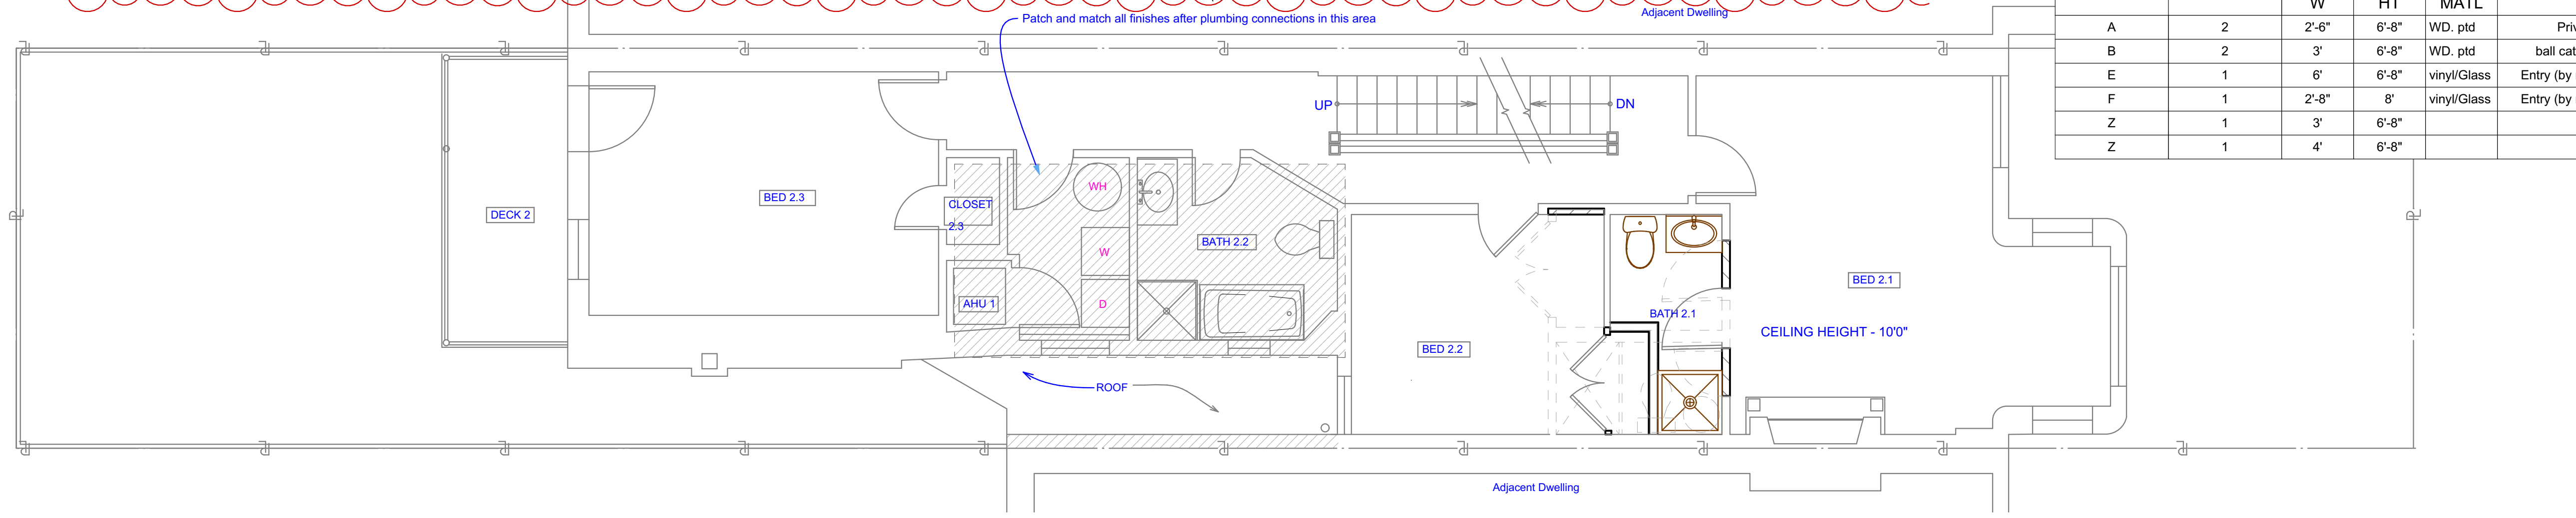 Patch and match all finishes after plumbing connections in this area
Adjacent Dwelling
W HT MATL
A 2 2'-6" 6'-8" WD. ptd
B 2 3' 6'-8" WD. ptd ball
E 1 6' 6'-8" vinyl/Glass Entry (by
F 1 2'-8" 8' vinyl/Glass Entry (by
Z 1 3' 6'-8"
Z 1 4' 6'-8"
UP
DN
DECK 2
BED 2.3
CLOSET
2.3
WH
W
D
AHU 1
BATH 2.2
BED 2.2
BATH 2.1
BED 2.1
CEILING HEIGHT - 10'0"
ROOF
Adjacent Dwelling